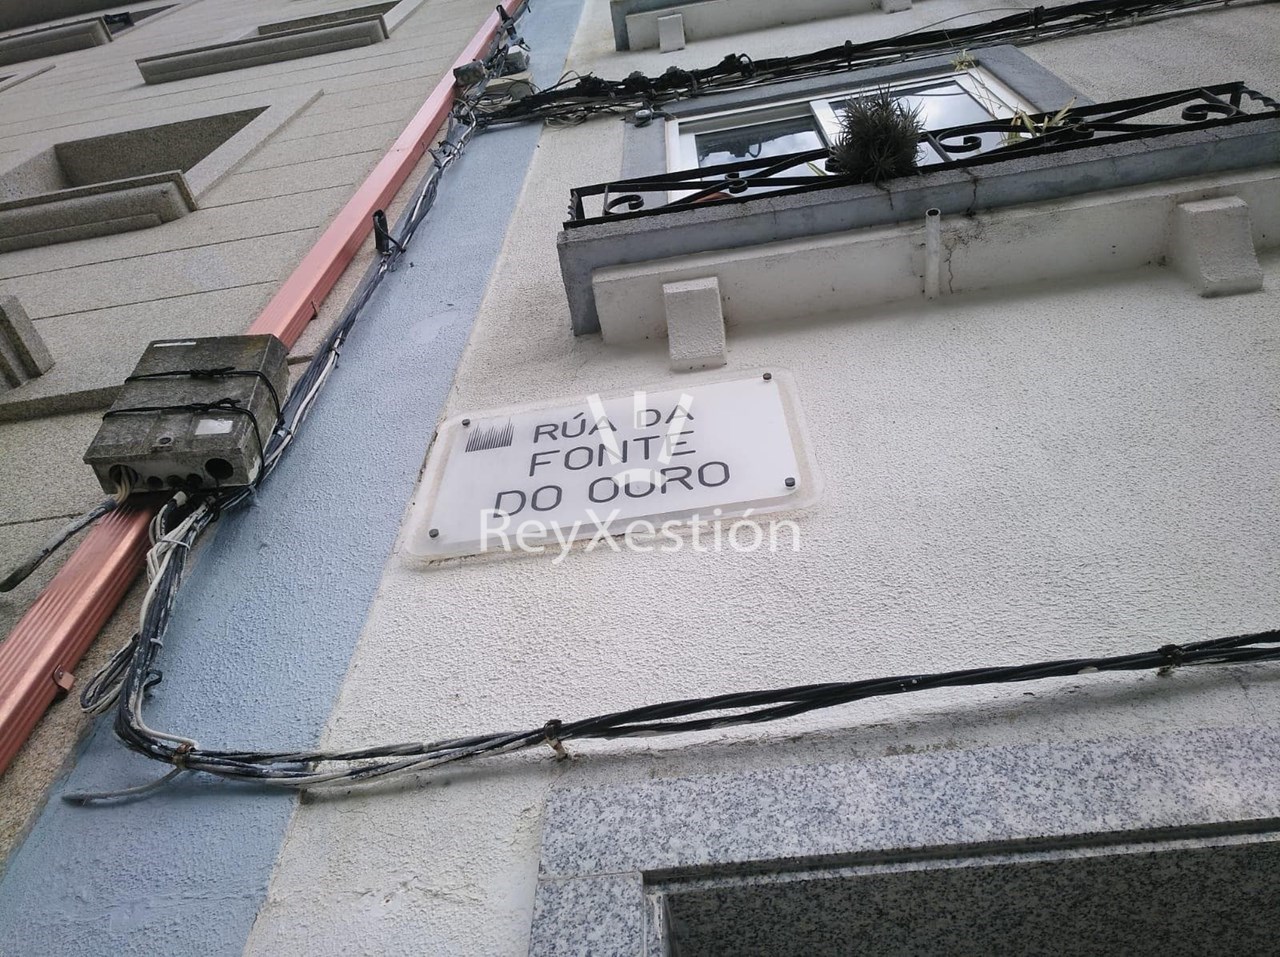 RÚA DA
FONTE
DO OURO
ReyXestión